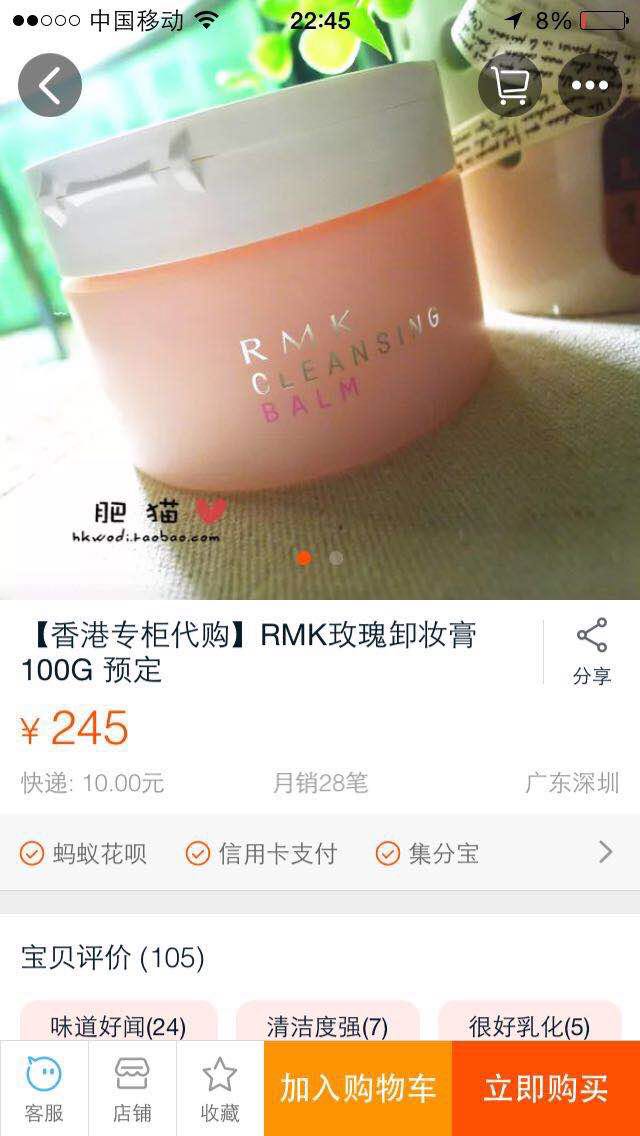 中国移动
22:45
8%
RMK
CLEANSING
BALM
肥猫
hkwodi.taobao.com
【香港专柜代购】RMK玫瑰卸妆膏
100G 预定
分享
¥ 245
快递: 10.00元
月销28笔
广东深圳
蚂蚁花呗
信用卡支付
集分宝
宝贝评价 (105)
味道好闻(24)
清洁度强(7)
很好乳化(5)
客服
店铺
收藏
加入购物车
立即购买